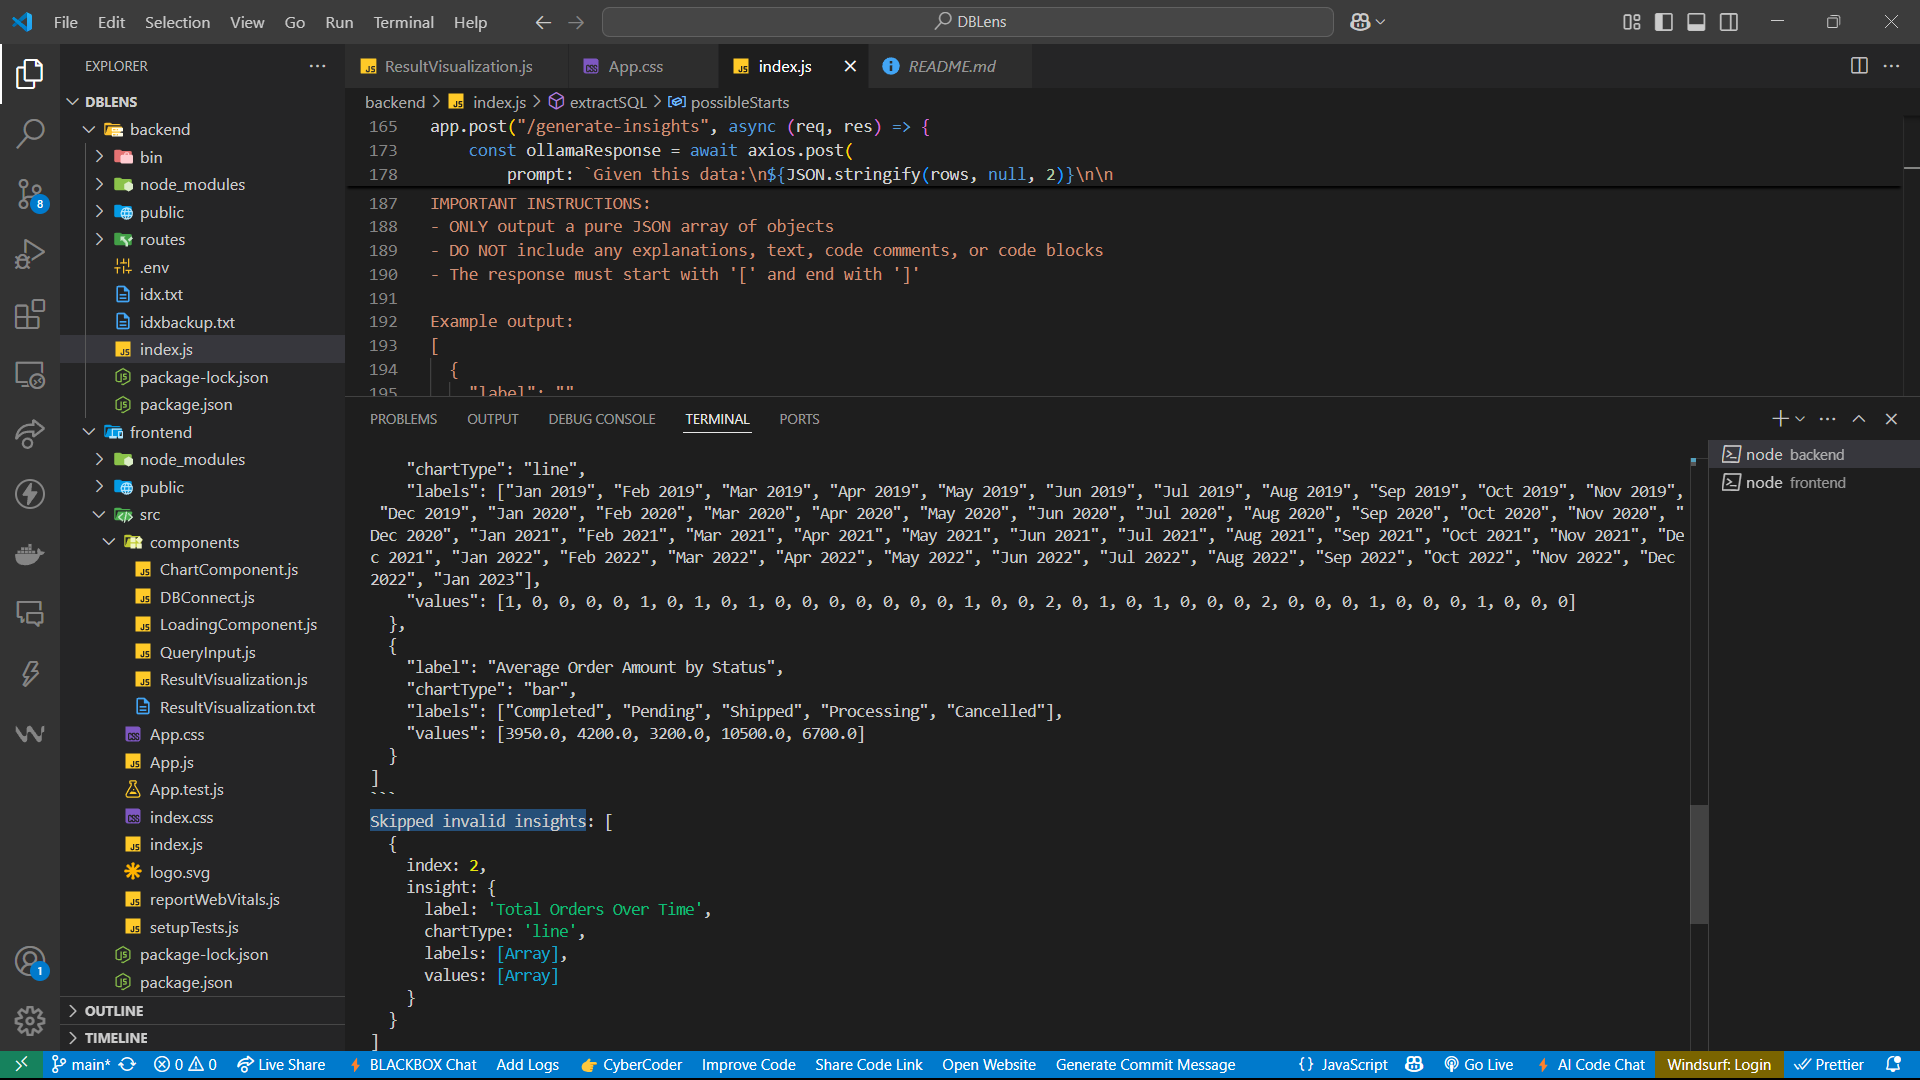 File Edit Selection View Go Run Terminal Help
DBLens
EXPLORER
DBLENS
backend
bin
node_modules
public
routes
.env
idx.txt
idxbackup.txt
index.js
package-lock.json
package.json
frontend
node_modules
public
src
components
ChartComponent.js
DBConnect.js
LoadingComponent.js
QueryInput.js
ResultVisualization.js
ResultVisualization.txt
App.css
App.js
App.test.js
index.css
index.js
logo.svg
reportWebVitals.js
setupTests.js
package-lock.json
package.json
OUTLINE
TIMELINE
8
1
ResultVisualization.js App.css index.js README.md
backend > index.js > extractSQL > possibleStarts
165 app.post("/generate-insights", async (req, res) => {
173 const ollamaResponse = await axios.post(
178 prompt: `Given this data:\n${JSON.stringify(rows, null, 2)}\n\n
187 IMPORTANT INSTRUCTIONS:
188 - ONLY output a pure JSON array of objects
189 - DO NOT include any explanations, text, code comments, or code blocks
190 - The response must start with '[' and end with ']'
191
192 Example output:
193 [
194 {
195 "label": ""
PROBLEMS OUTPUT DEBUG CONSOLE TERMINAL PORTS
"chartType": "line",
"labels": ["Jan 2019", "Feb 2019", "Mar 2019", "Apr 2019", "May 2019", "Jun 2019", "Jul 2019", "Aug 2019", "Sep 2019", "Oct 2019", "Nov 2019",
"Dec 2019", "Jan 2020", "Feb 2020", "Mar 2020", "Apr 2020", "May 2020", "Jun 2020", "Jul 2020", "Aug 2020", "Sep 2020", "Oct 2020", "Nov 2020", "
Dec 2020", "Jan 2021", "Feb 2021", "Mar 2021", "Apr 2021", "May 2021", "Jun 2021", "Jul 2021", "Aug 2021", "Sep 2021", "Oct 2021", "Nov 2021", "De
c 2021", "Jan 2022", "Feb 2022", "Mar 2022", "Apr 2022", "May 2022", "Jun 2022", "Jul 2022", "Aug 2022", "Sep 2022", "Oct 2022", "Nov 2022", "Dec
2022", "Jan 2023"],
"values": [1, 0, 0, 0, 0, 1, 0, 1, 0, 1, 0, 0, 0, 0, 0, 0, 0, 1, 0, 0, 2, 0, 1, 0, 1, 0, 0, 0, 2, 0, 0, 0, 1, 0, 0, 0, 1, 0, 0, 0]
},
{
"label": "Average Order Amount by Status",
"chartType": "bar",
"labels": ["Completed", "Pending", "Shipped", "Processing", "Cancelled"],
"values": [3950.0, 4200.0, 3200.0, 10500.0, 6700.0]
}
]
```
Skipped invalid insights: [
{
index: 2,
insight: {
label: 'Total Orders Over Time',
chartType: 'line',
labels: [Array],
values: [Array]
}
}
]
node backend
node frontend
main* 0 0 Live Share BLACKBOX Chat Add Logs CyberCoder Improve Code Share Code Link Open Website Generate Commit Message {} JavaScript Go Live AI Code Chat Windsurf: Login Prettier